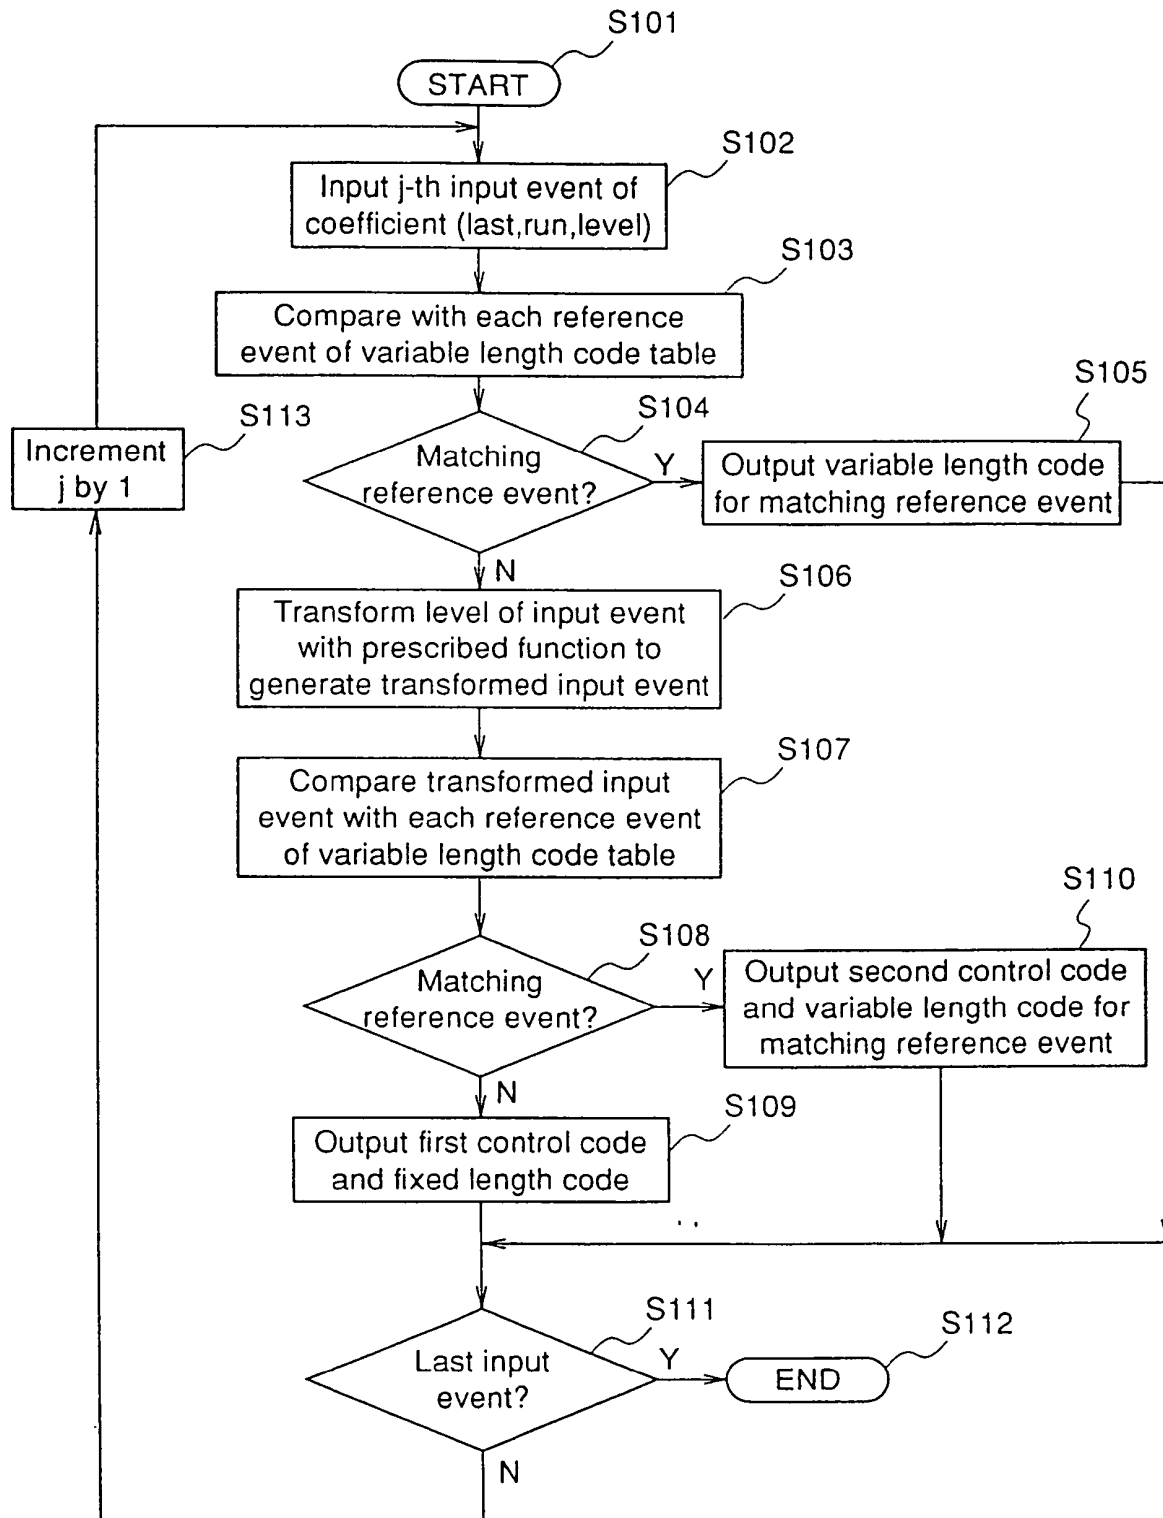 S101
START
S102
Input j-th input event of
coefficient (last,run,level)
S103
Compare with each reference
event of variable length code table
S104
Matching
reference event?
Y
S105
Output variable length code
for matching reference event
S113
Increment
j by 1
N
S106
Transform level of input event
with prescribed function to
generate transformed input event
S107
Compare transformed input
event with each reference event
of variable length code table
S108
Matching
reference event?
Y
S110
Output second control code
and variable length code for
matching reference event
N
S109
Output first control code
and fixed length code
S111
Last input
event?
Y
S112
END
N